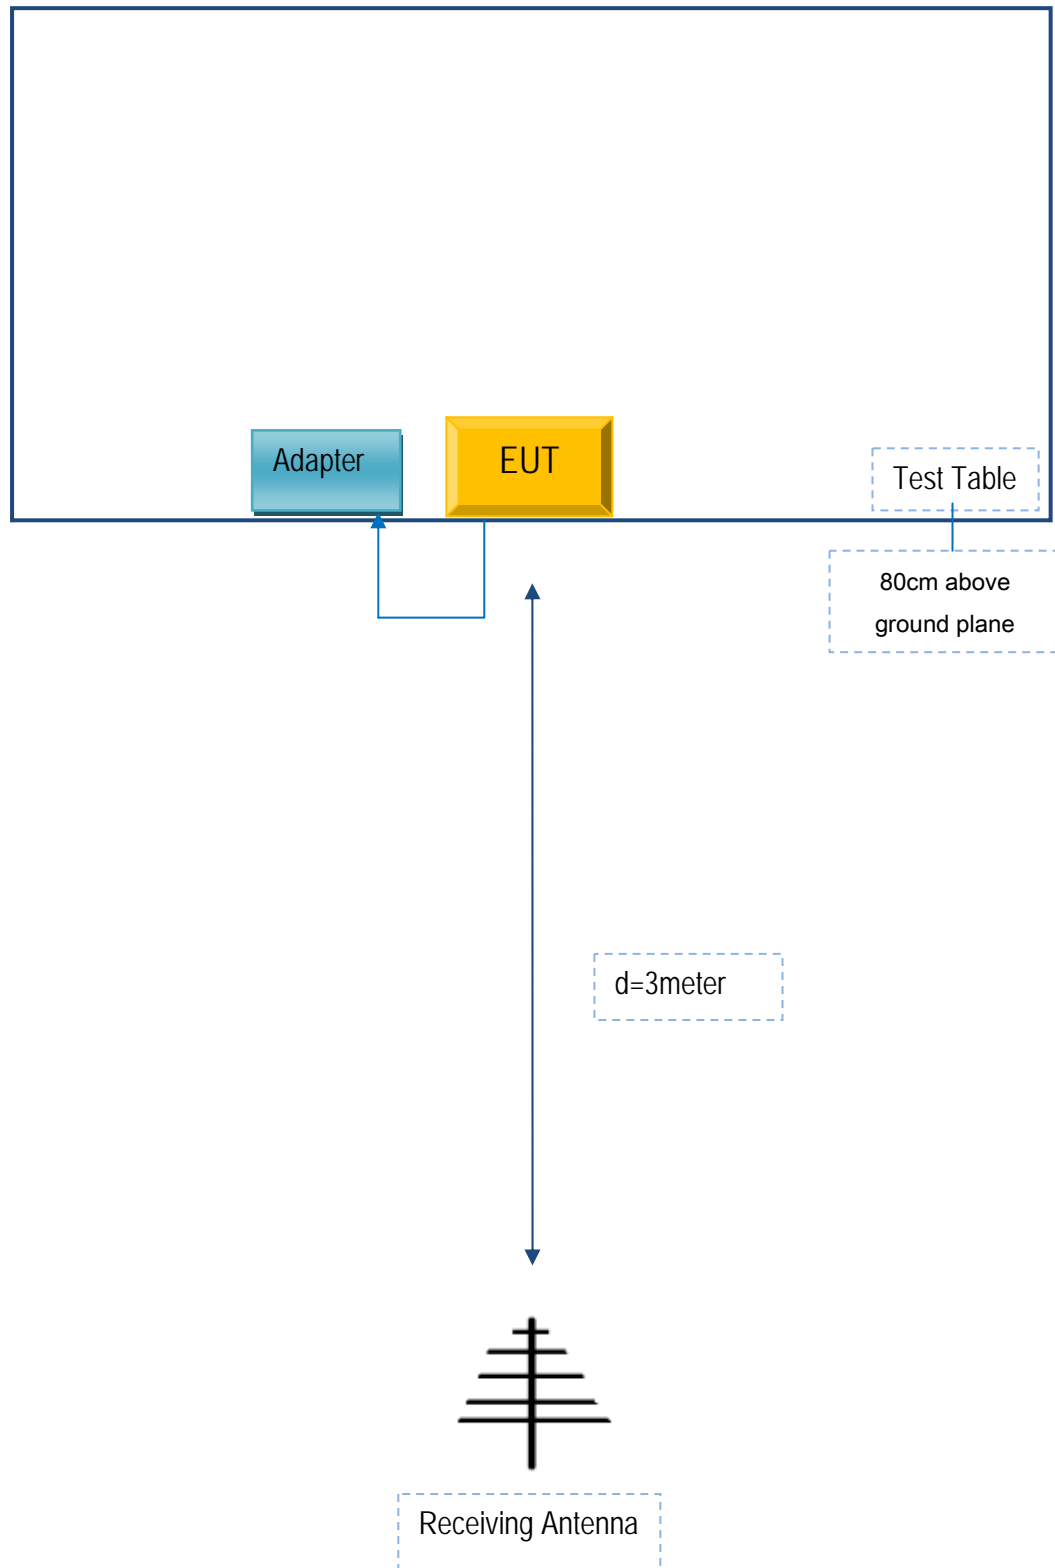 Adapter
EUT
Test Table
80cm above
ground plane
d=3meter
Receiving Antenna